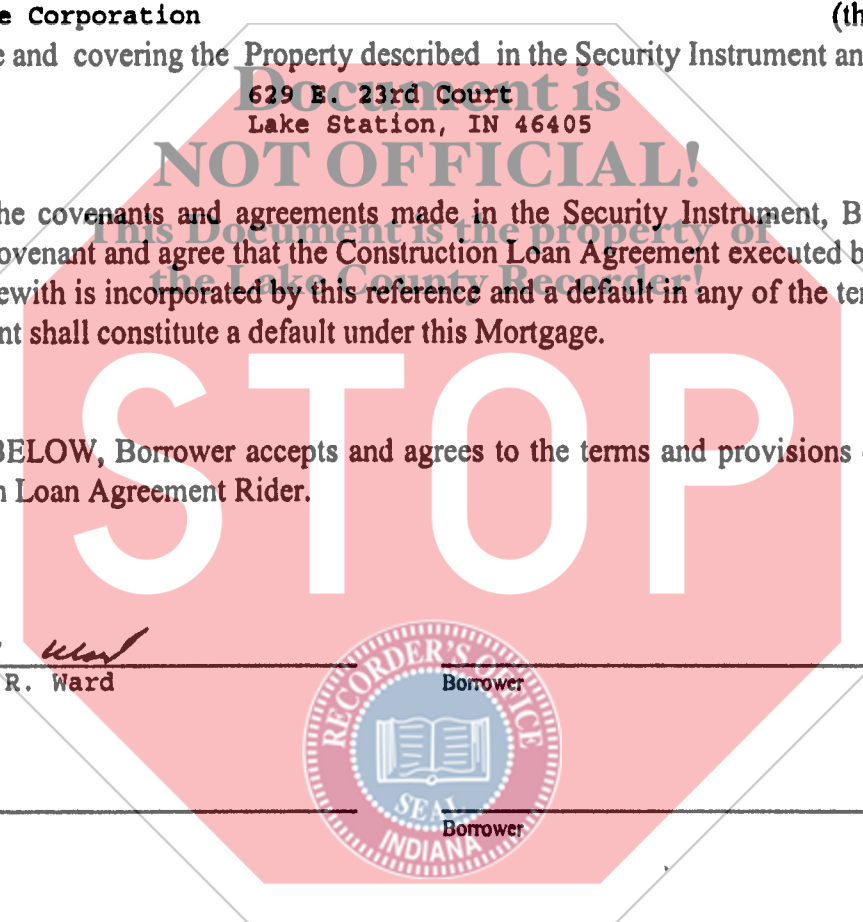 e Corporation (th
e and covering the Property described in the Security Instrument an
Document is
629 E. 23rd Court
Lake Station, IN 46405
NOT OFFICIAL!
he covenants and agreements made in the Security Instrument, B
This Document is the property of
ovenant and agree that the Construction Loan Agreement executed b
the Lake County Recorder!
ewith is incorporated by this reference and a default in any of the ter
nt shall constitute a default under this Mortgage.
STOP
BELOW, Borrower accepts and agrees to the terms and provisions
n Loan Agreement Rider.
Ward
R. Ward Borrower
RECORDER'S OFFICE
SEAL
INDIANA
Borrower